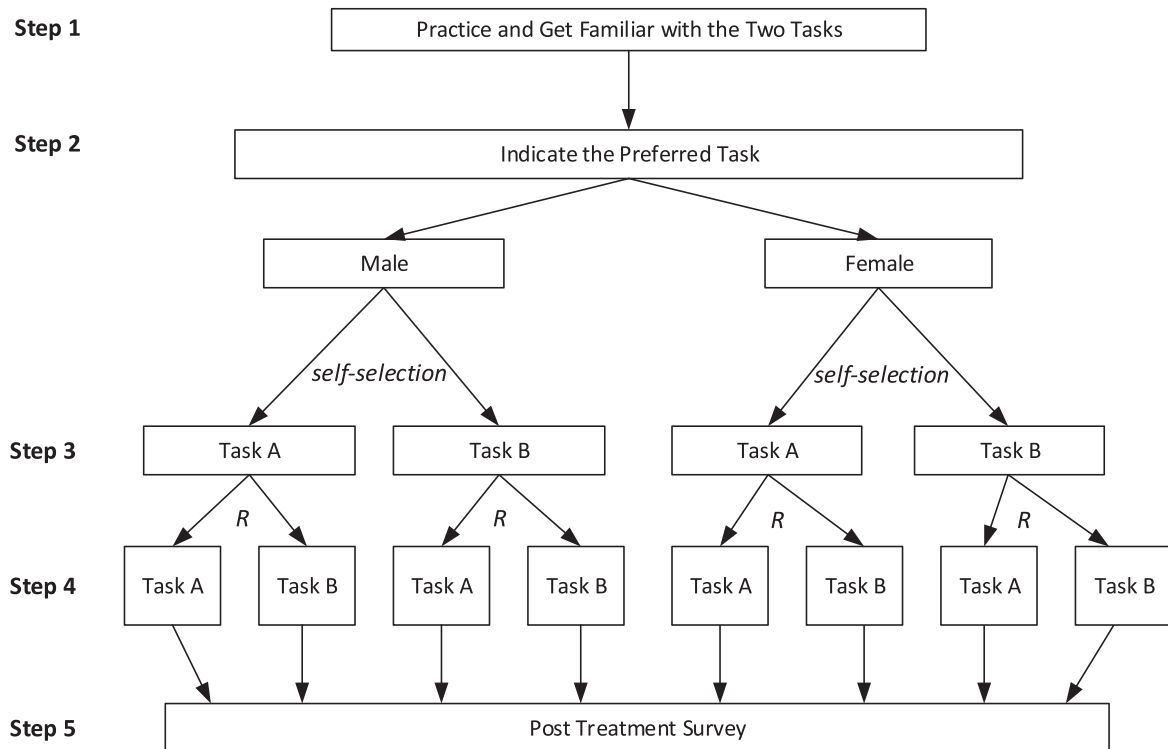 Step 1
Practice and Get Familiar with the Two Tasks
Step 2
Indicate the Preferred Task
Male
Female
self-selection
self-selection
Step 3
Task A
Task B
Task A
Task B
R
R
R
R
Step 4
Task A
Task B
Task A
Task B
Task A
Task B
Task A
Task B
Step 5
Post Treatment Survey